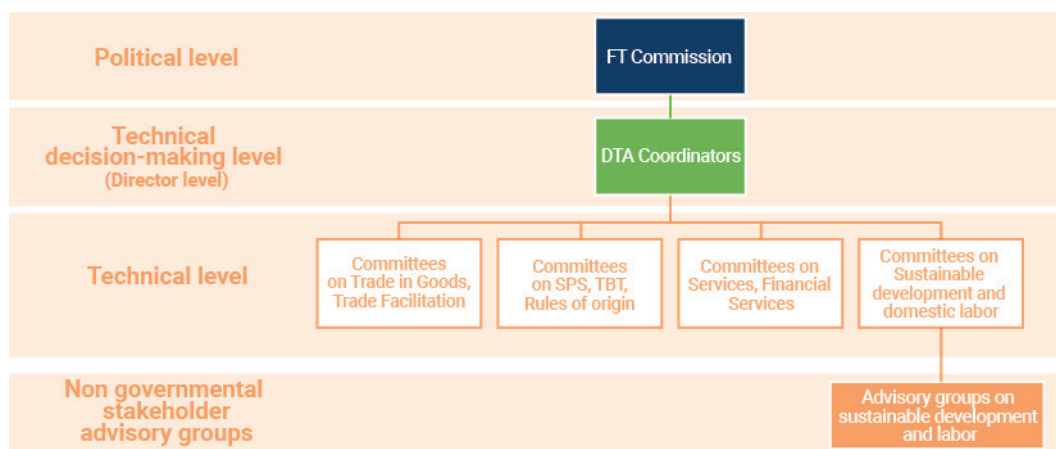 Political level
FT Commission
Technical
decision-making level
(Director level)
DTA Coordinators
Technical level
Committees
on Trade in Goods,
Trade Facilitation
Committees
on SPS, TBT,
Rules of origin
Committees on
Services, Financial
Services
Committees on
Sustainable
development and
domestic labor
Non governmental
stakeholder
advisory groups
Advisory groups on
sustainable development
and labor